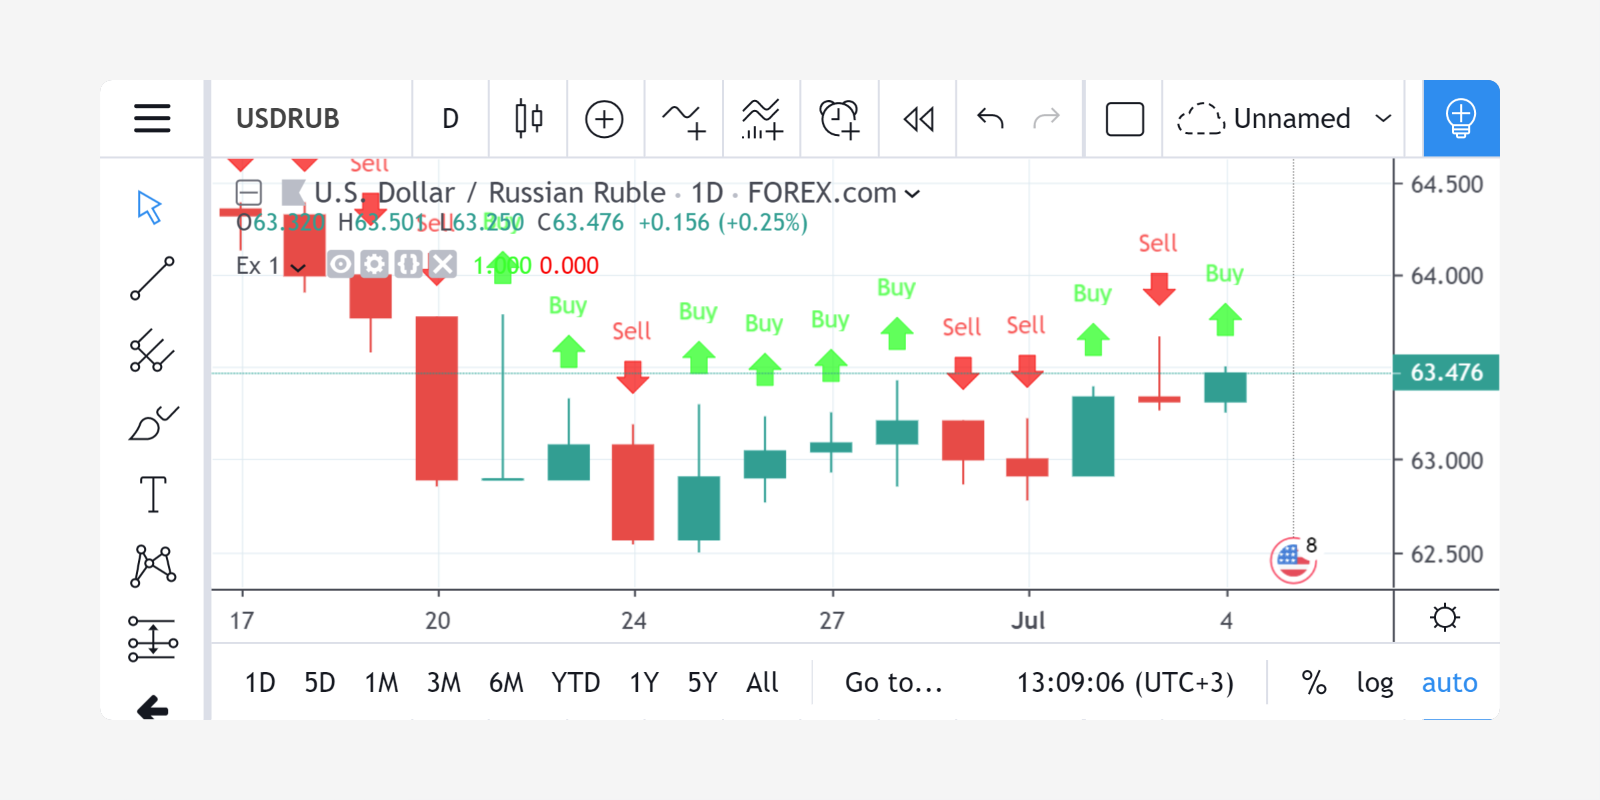 USDRUB D Unnamed
U.S. Dollar / Russian Ruble · 1D · FOREX.com
O63.320 H63.501 L63.250 C63.476 +0.156 (+0.25%)
Ex 1 {} 1.000 0.000
Sell
Sell
Buy
Buy
Sell
Buy
Buy
Buy
Buy
Sell
Sell
Buy
Sell
Buy
64.500
64.000
63.476
63.000
62.500
8
17 20 24 27 Jul 4
1D 5D 1M 3M 6M YTD 1Y 5Y All Go to... 13:09:06 (UTC+3) % log auto
T